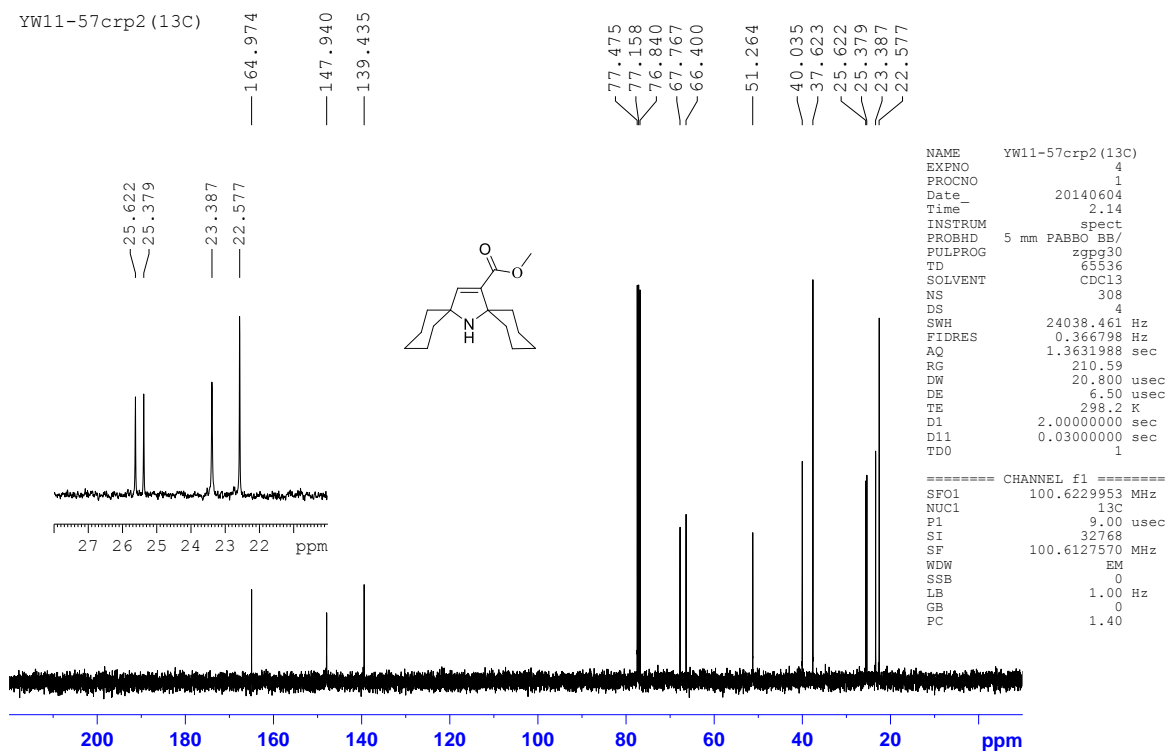 YW11-57crp2(13C)
164.974
147.940
139.435
77.475
77.158
76.840
67.767
66.400
51.264
40.035
37.623
25.622
25.379
23.387
22.577
25.622
25.379
23.387
22.577
27 26 25 24 23 22 ppm
O
O
N
H
NAME YW11-57crp2(13C)
EXPNO 4
PROCNO 1
Date_ 20140604
Time 2.14
INSTRUM spect
PROBHD 5 mm PABBO BB/
PULPROG zgpg30
TD 65536
SOLVENT CDCl3
NS 308
DS 4
SWH 24038.461 Hz
FIDRES 0.366798 Hz
AQ 1.3631988 sec
RG 210.59
DW 20.800 usec
DE 6.50 usec
TE 298.2 K
D1 2.00000000 sec
D11 0.03000000 sec
TD0 1
======== CHANNEL f1 ========
SFO1 100.6229953 MHz
NUC1 13C
P1 9.00 usec
SI 32768
SF 100.6127570 MHz
WDW EM
SSB 0
LB 1.00 Hz
GB 0
PC 1.40
200 180 160 140 120 100 80 60 40 20 ppm